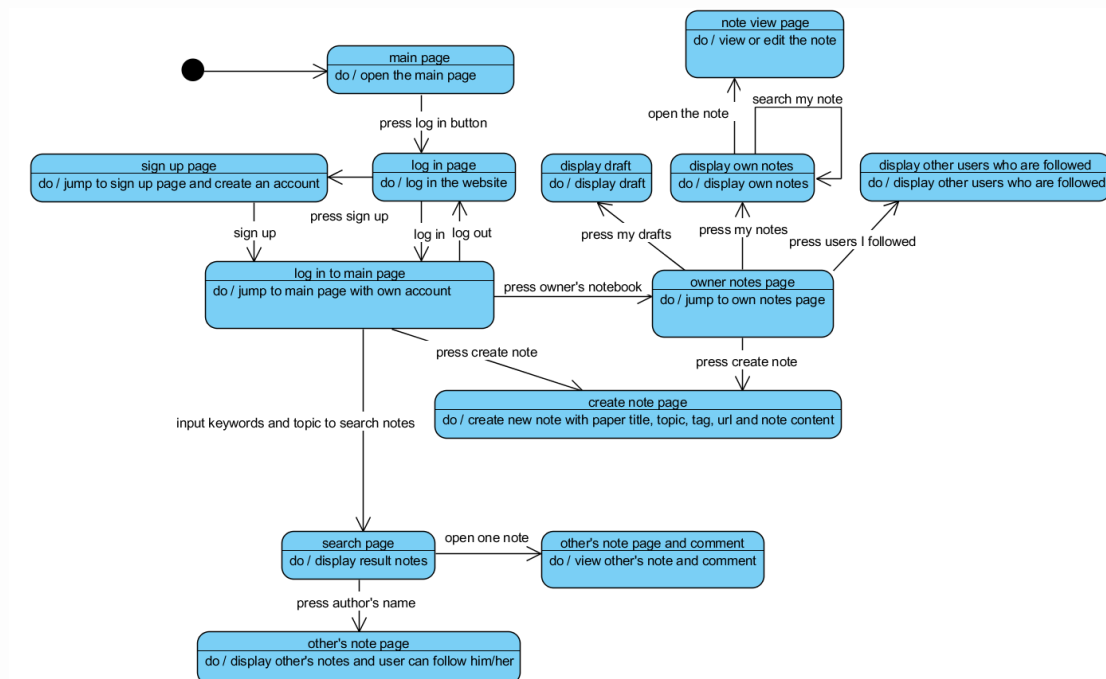 note view page
do / view or edit the note
main page
do / open the main page
search my note
open the note
press log in button
sign up page
do / jump to sign up page and create an account
log in page
do / log in the website
display draft
do / display draft
display own notes
do / display own notes
display other users who are followed
do / display other users who are followed
press sign up
sign up
log in
log out
press my drafts
press my notes
press users I followed
log in to main page
do / jump to main page with own account
press owner's notebook
owner notes page
do / jump to own notes page
press create note
press create note
create note page
do / create new note with paper title, topic, tag, url and note content
input keywords and topic to search notes
search page
do / display result notes
open one note
other's note page and comment
do / view other's note and comment
press author's name
other's note page
do / display other's notes and user can follow him/her